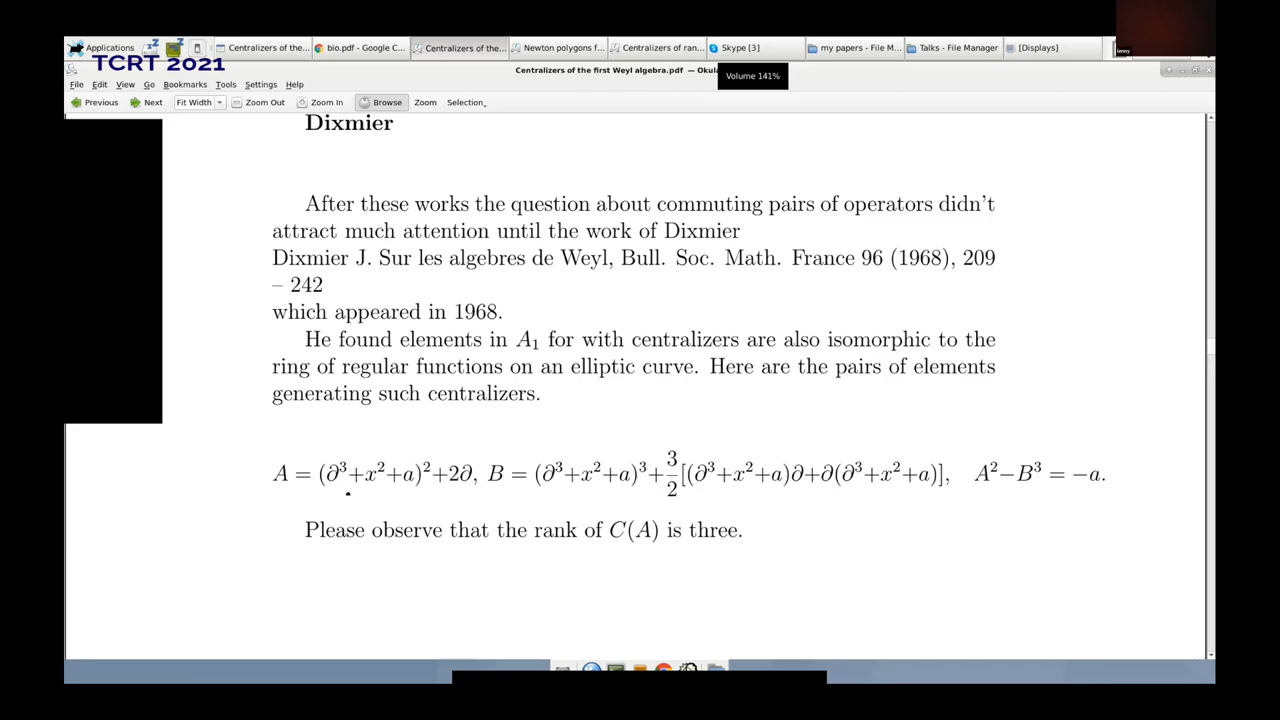 Applications
Centralizers of the...
bio.pdf - Google C...
Centralizers of the...
Newton polygons f...
Centralizers of ran...
Skype [3]
my papers - File M...
Talks - File Manager
[Displays]
TCRT 2021
Centralizers of the first Weyl algebra.pdf — Okula
Volume 141%
File Edit View Go Bookmarks Tools Settings Help
Previous Next Fit Width Zoom Out Zoom In Browse Zoom Selection
Dixmier
After these works the question about commuting pairs of operators didn't
attract much attention until the work of Dixmier
Dixmier J. Sur les algebres de Weyl, Bull. Soc. Math. France 96 (1968), 209
– 242
which appeared in 1968.
He found elements in A₁ for with centralizers are also isomorphic to the
ring of regular functions on an elliptic curve. Here are the pairs of elements
generating such centralizers.
A = (∂³+x²+a)²+2∂, B = (∂³+x²+a)³+3/2[(∂³+x²+a)∂+∂(∂³+x²+a)], A²−B³ = −a.
Please observe that the rank of C(A) is three.